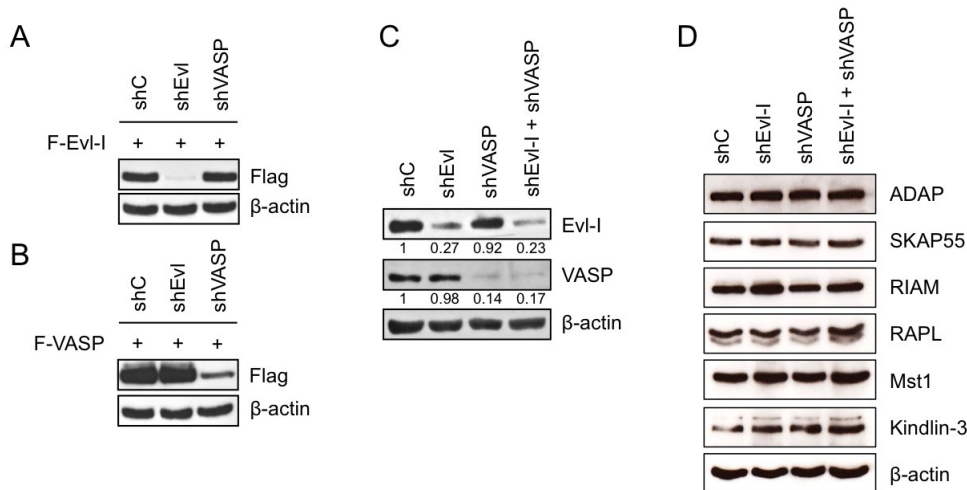 A
shC
shEvl
shVASP
F-Evl-I + + +
Flag
β-actin
B
shC
shEvl
shVASP
F-VASP + + +
Flag
β-actin
C
shC
shEvl
shVASP
shEvl-I + shVASP
Evl-I
1 0.27 0.92 0.23
VASP
1 0.98 0.14 0.17
β-actin
D
shC
shEvl-I
shVASP
shEvl-I + shVASP
ADAP
SKAP55
RIAM
RAPL
Mst1
Kindlin-3
β-actin